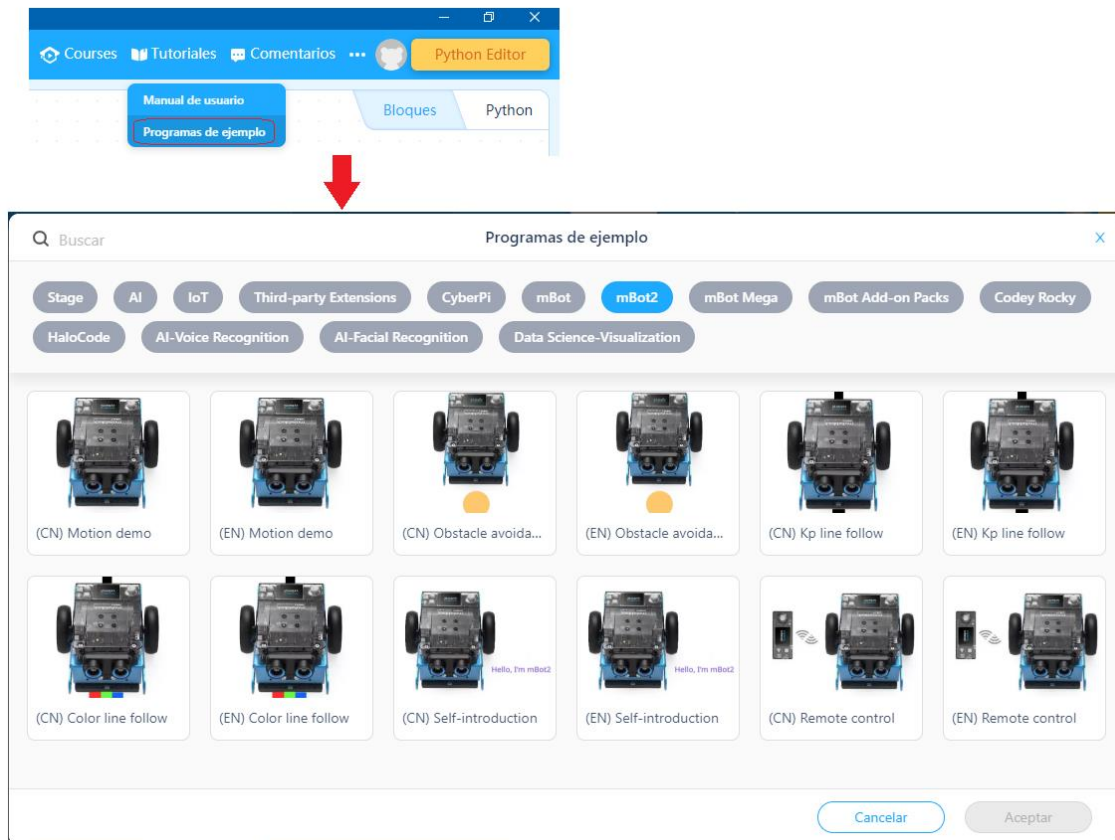 Courses Tutoriales Comentarios ... Python Editor
Manual de usuario
Programas de ejemplo
Bloques Python
Buscar Programas de ejemplo X
Stage AI IoT Third-party Extensions CyberPi mBot mBot2 mBot Mega mBot Add-on Packs Codey Rocky
HaloCode AI-Voice Recognition AI-Facial Recognition Data Science-Visualization
(CN) Motion demo (EN) Motion demo (CN) Obstacle avoida... (EN) Obstacle avoida... (CN) Kp line follow (EN) Kp line follow
Hello, I'm mBot2 Hello, I'm mBot2
(CN) Color line follow (EN) Color line follow (CN) Self-introduction (EN) Self-introduction (CN) Remote control (EN) Remote control
Cancelar Aceptar